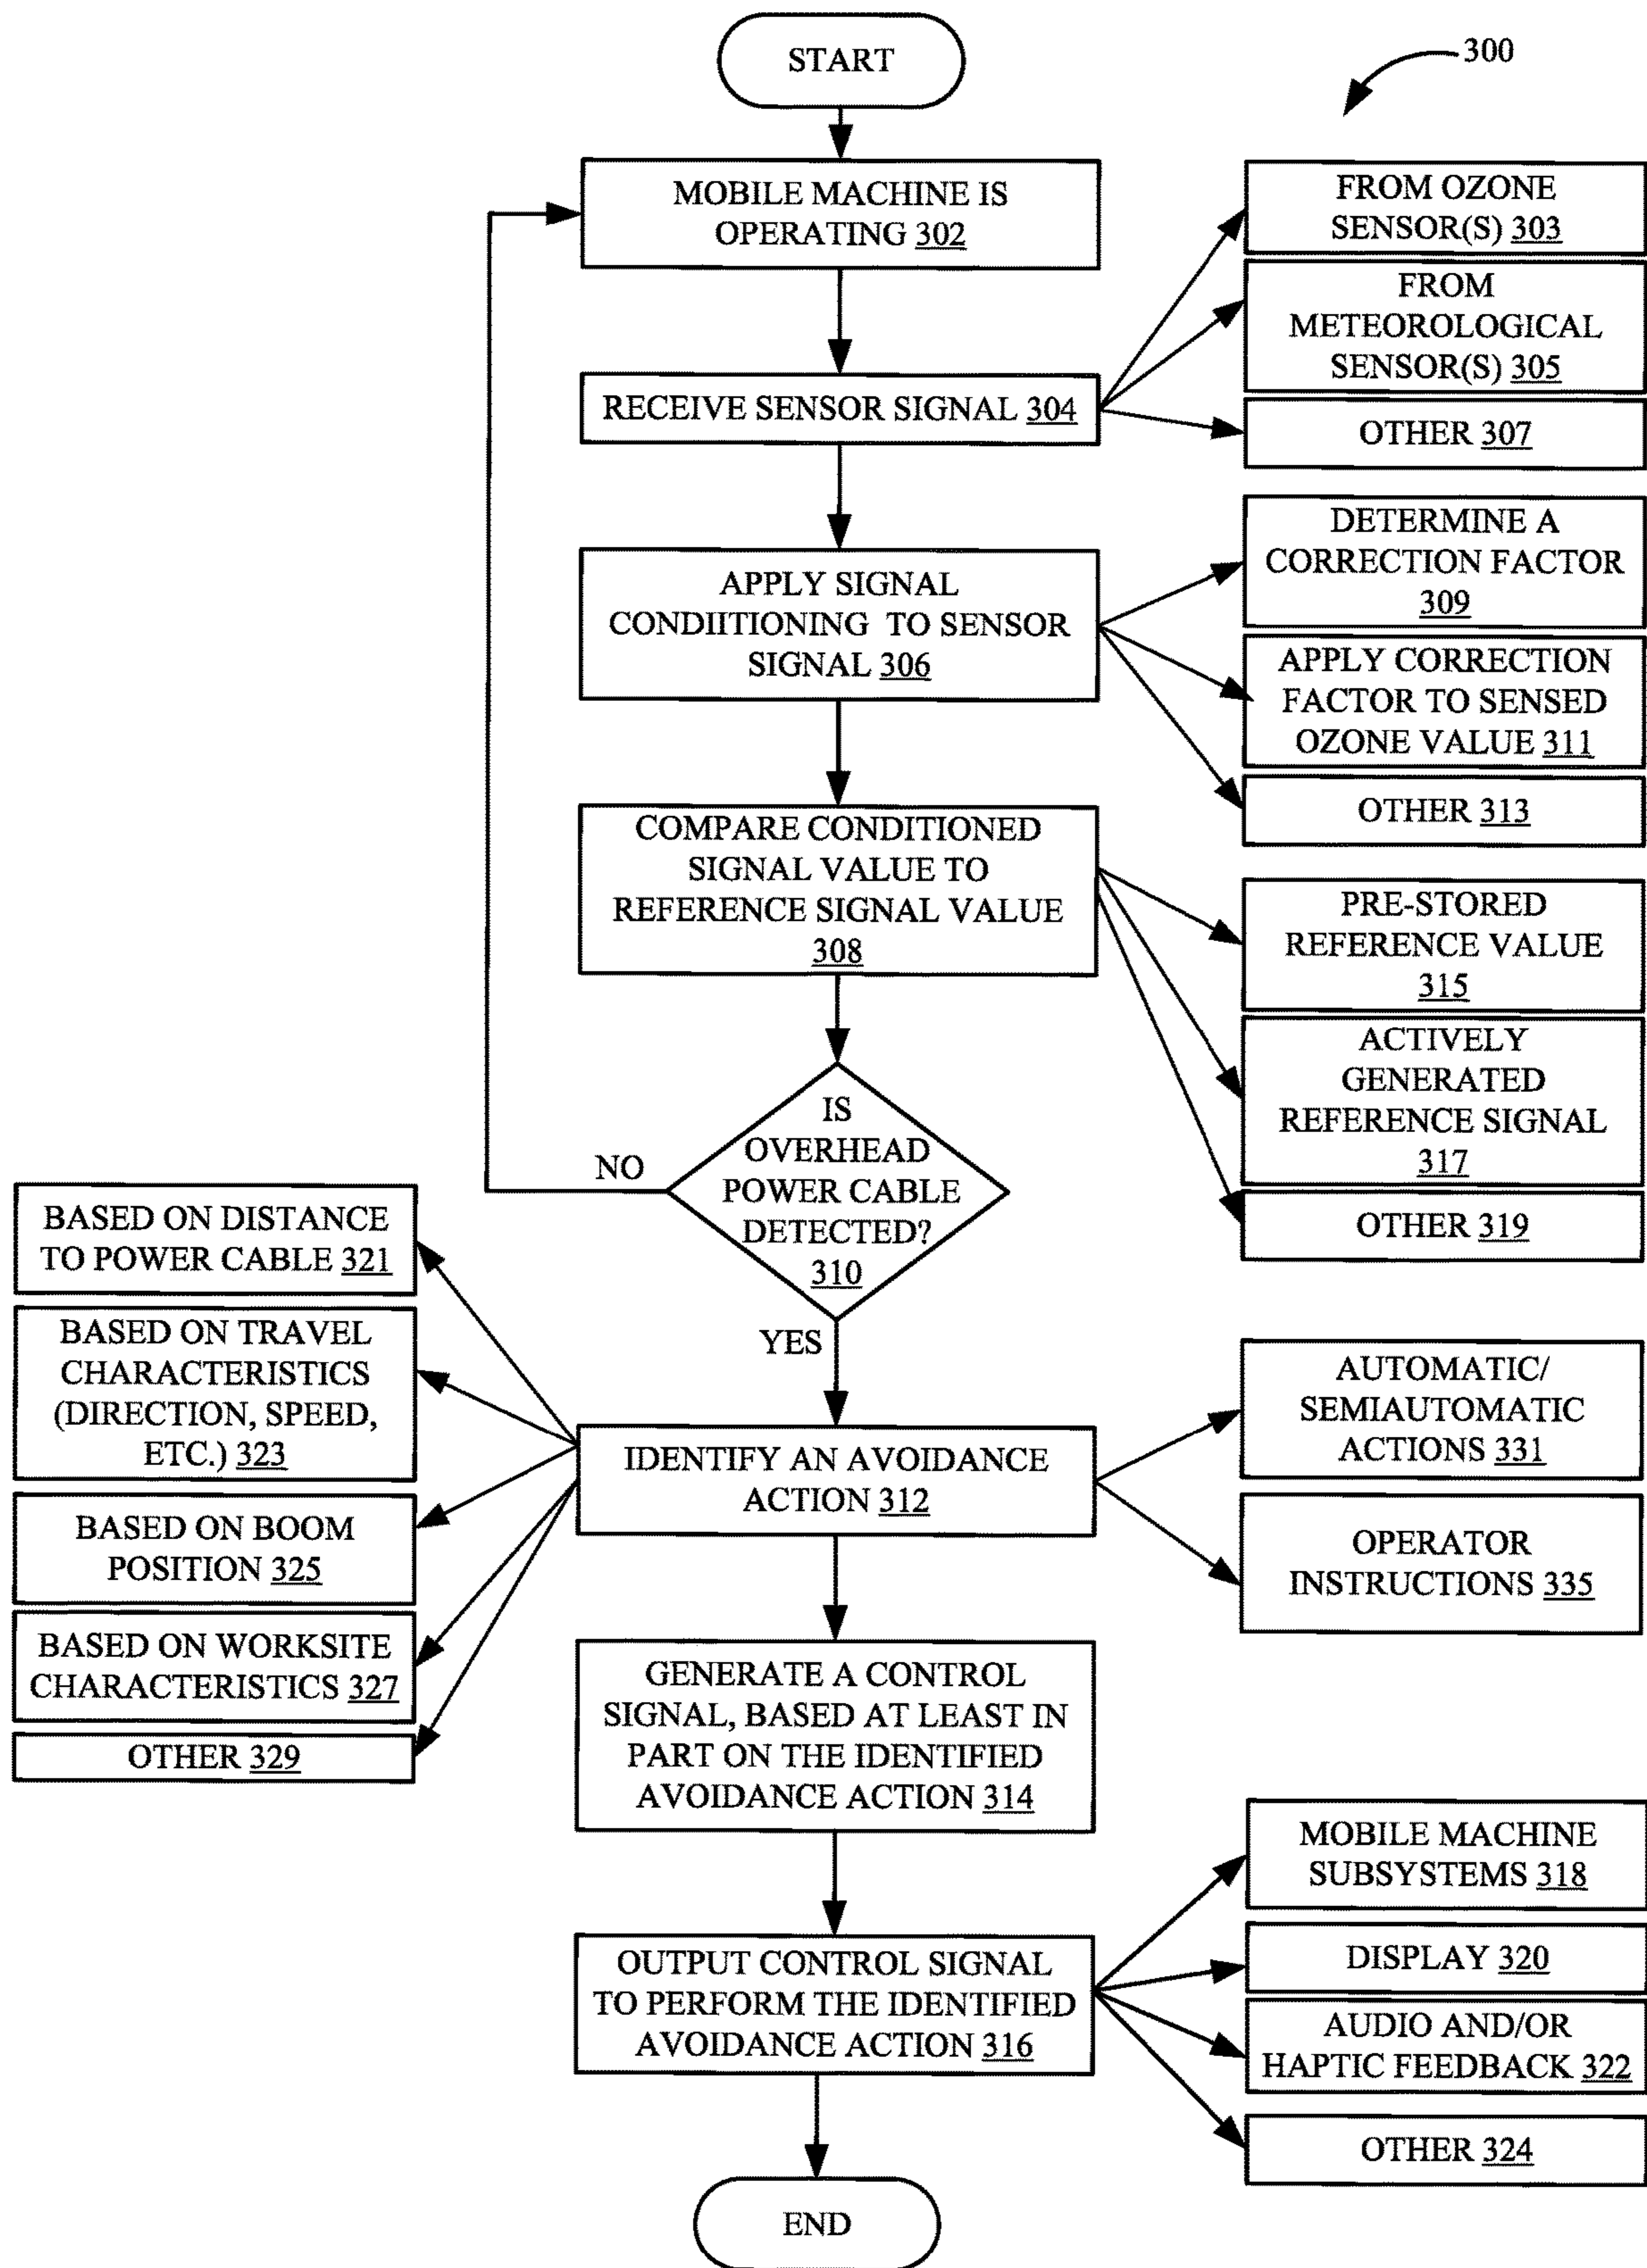 START
300
MOBILE MACHINE IS
OPERATING 302
FROM OZONE
SENSOR(S) 303
FROM
METEOROLOGICAL
SENSOR(S) 305
RECEIVE SENSOR SIGNAL 304
OTHER 307
DETERMINE A
CORRECTION FACTOR
309
APPLY SIGNAL
CONDIITIONING TO SENSOR
SIGNAL 306
APPLY CORRECTION
FACTOR TO SENSED
OZONE VALUE 311
OTHER 313
COMPARE CONDITIONED
SIGNAL VALUE TO
REFERENCE SIGNAL VALUE
308
PRE-STORED
REFERENCE VALUE
315
ACTIVELY
GENERATED
REFERENCE SIGNAL
317
OTHER 319
IS
OVERHEAD
POWER CABLE
DETECTED?
310
NO
YES
BASED ON DISTANCE
TO POWER CABLE 321
BASED ON TRAVEL
CHARACTERISTICS
(DIRECTION, SPEED,
ETC.) 323
BASED ON BOOM
POSITION 325
BASED ON WORKSITE
CHARACTERISTICS 327
OTHER 329
IDENTIFY AN AVOIDANCE
ACTION 312
AUTOMATIC/
SEMIAUTOMATIC
ACTIONS 331
OPERATOR
INSTRUCTIONS 335
GENERATE A CONTROL
SIGNAL, BASED AT LEAST IN
PART ON THE IDENTIFIED
AVOIDANCE ACTION 314
OUTPUT CONTROL SIGNAL
TO PERFORM THE IDENTIFIED
AVOIDANCE ACTION 316
MOBILE MACHINE
SUBSYSTEMS 318
DISPLAY 320
AUDIO AND/OR
HAPTIC FEEDBACK 322
OTHER 324
END